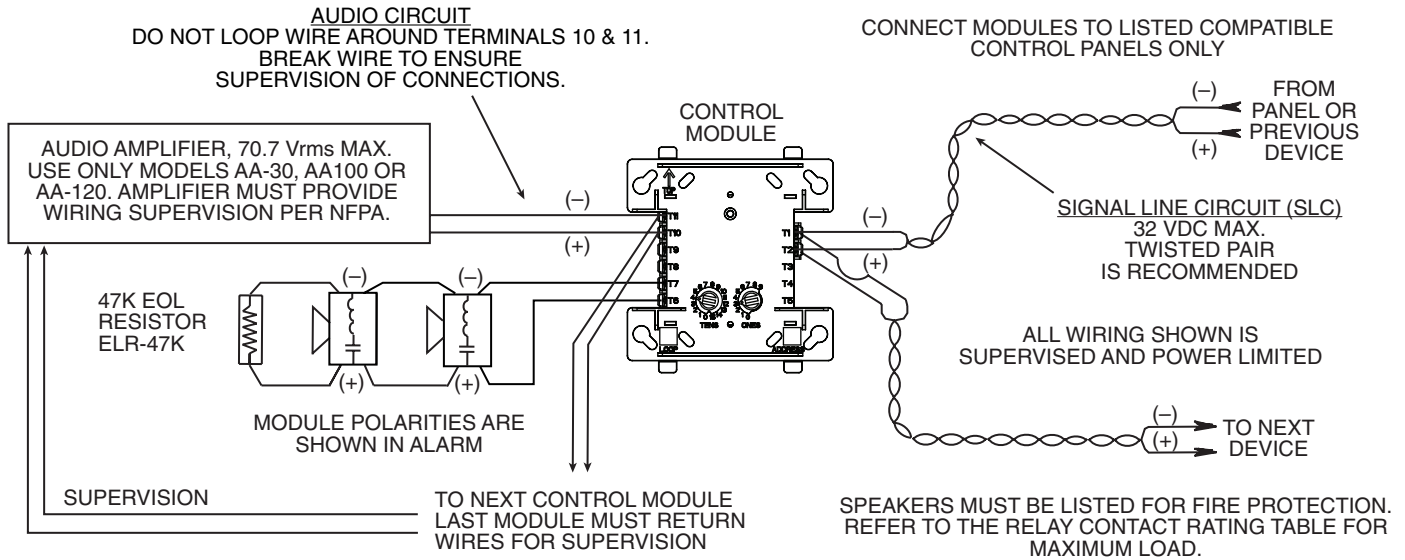 AUDIO CIRCUIT
DO NOT LOOP WIRE AROUND TERMINALS 10 & 11.
BREAK WIRE TO ENSURE
SUPERVISION OF CONNECTIONS.
CONNECT MODULES TO LISTED COMPATIBLE
CONTROL PANELS ONLY
AUDIO AMPLIFIER, 70.7 Vrms MAX.
USE ONLY MODELS AA-30, AA100 OR
AA-120. AMPLIFIER MUST PROVIDE
WIRING SUPERVISION PER NFPA.
CONTROL
MODULE
(–)
(+)
FROM
PANEL OR
PREVIOUS
DEVICE
SIGNAL LINE CIRCUIT (SLC)
32 VDC MAX.
TWISTED PAIR
IS RECOMMENDED
(–)
(+)
(–)
(+)
TOP
T11
T10
T9
T8
T7
T6
T1
T2
T3
T4
T5
TENS
ONES
LOOP
ADDRESS
47K EOL
RESISTOR
ELR-47K
(–)
(–)
(+)
(+)
MODULE POLARITIES ARE
SHOWN IN ALARM
ALL WIRING SHOWN IS
SUPERVISED AND POWER LIMITED
(–)
(+)
TO NEXT
DEVICE
SUPERVISION
TO NEXT CONTROL MODULE
LAST MODULE MUST RETURN
WIRES FOR SUPERVISION
SPEAKERS MUST BE LISTED FOR FIRE PROTECTION.
REFER TO THE RELAY CONTACT RATING TABLE FOR
MAXIMUM LOAD.